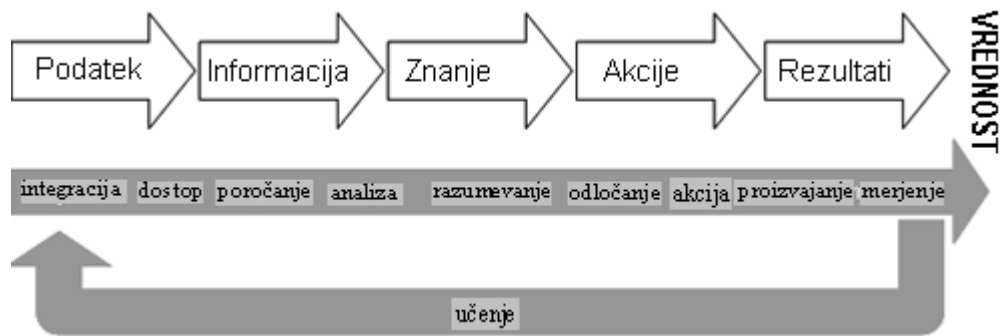 Podatek Informacija Znanje Akcije Rezultati
VREDNOST
integracija dostop poročanje analiza razumevanje odločanje akcija proizvajanje merjenje
učenje